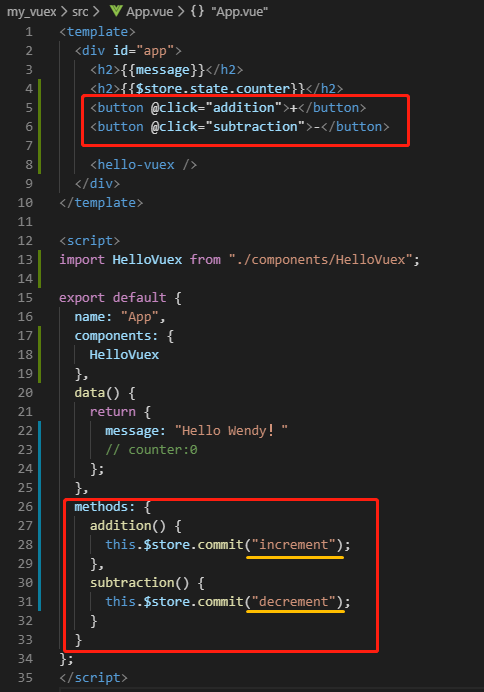 my_vuex > src > App.vue > {} "App.vue"
1 <template>
2   <div id="app">
3     <h2>{{message}}</h2>
4     <h2>{{$store.state.counter}}</h2>
5     <button @click="addition">+</button>
6     <button @click="subtraction">-</button>
7
8     <hello-vuex />
9   </div>
10 </template>
11
12 <script>
13 import HelloVuex from "./components/HelloVuex";
14
15 export default {
16   name: "App",
17   components: {
18     HelloVuex
19   },
20   data() {
21     return {
22       message: "Hello Wendy！"
23       // counter:0
24     };
25   },
26   methods: {
27     addition() {
28       this.$store.commit("increment");
29     },
30     subtraction() {
31       this.$store.commit("decrement");
32     }
33   }
34 };
35 </script>